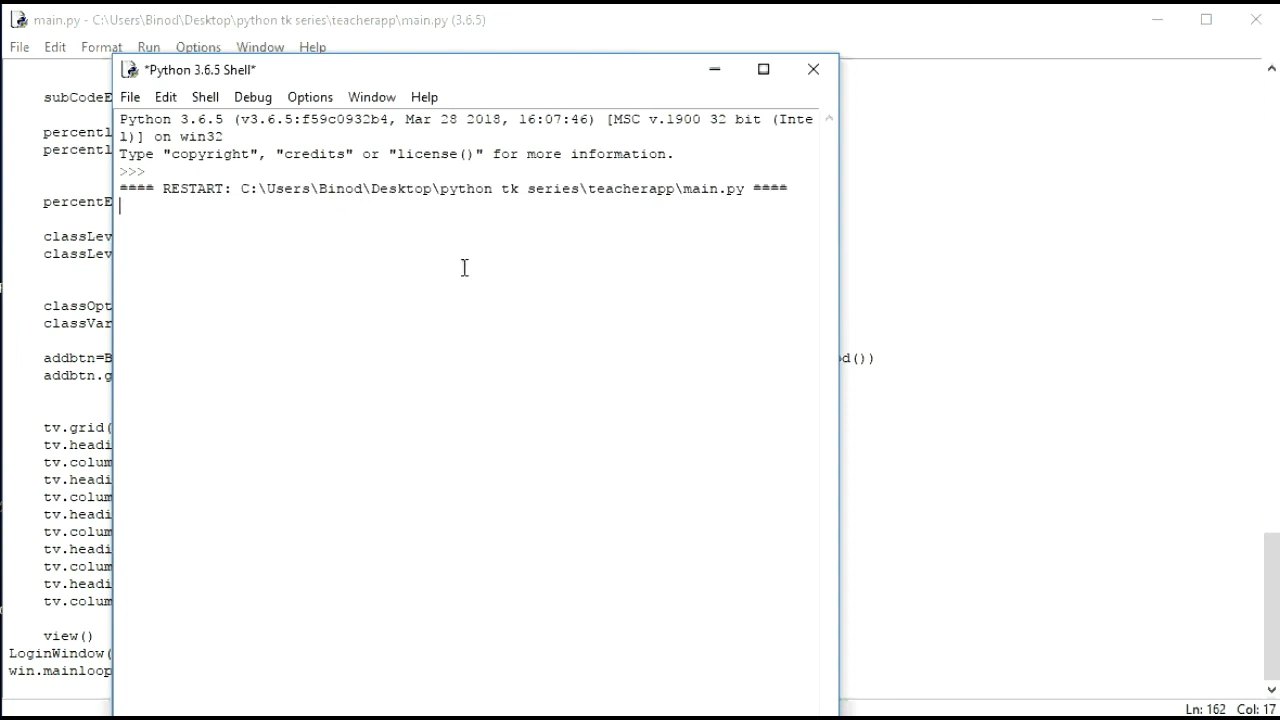 main.py - C:\Users\Binod\Desktop\python tk series\teacherapp\main.py (3.6.5)
File Edit Format Run Options Window Help
*Python 3.6.5 Shell*
File Edit Shell Debug Options Window Help
Python 3.6.5 (v3.6.5:f59c0932b4, Mar 28 2018, 16:07:46) [MSC v.1900 32 bit (Inte
l)] on win32
Type "copyright", "credits" or "license()" for more information.
>>>
==== RESTART: C:\Users\Binod\Desktop\python tk series\teacherapp\main.py ====
subCodeE
percentl
percentl
percentE
classLev
classLev
classOpt
classVar
addbtn=B d())
addbtn.g
tv.grid(
tv.headi
tv.colum
tv.headi
tv.colum
tv.headi
tv.colum
tv.headi
tv.colum
tv.headi
tv.colum
view()
LoginWindow(
win.mainloop
Ln: 162 Col: 17